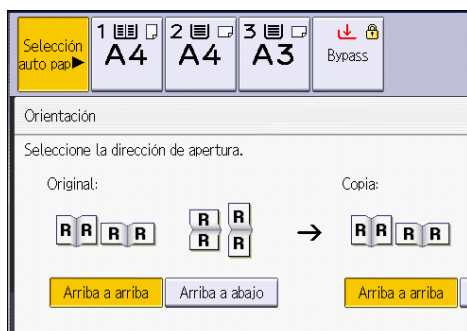 Selección
auto pap▶
1
A4
2
A4
3
A3
Bypass
Orientación
Seleccione la dirección de apertura.
Original:
Copia:
R R R R
R R
R R
R R R R
Arriba a arriba
Arriba a abajo
Arriba a arriba